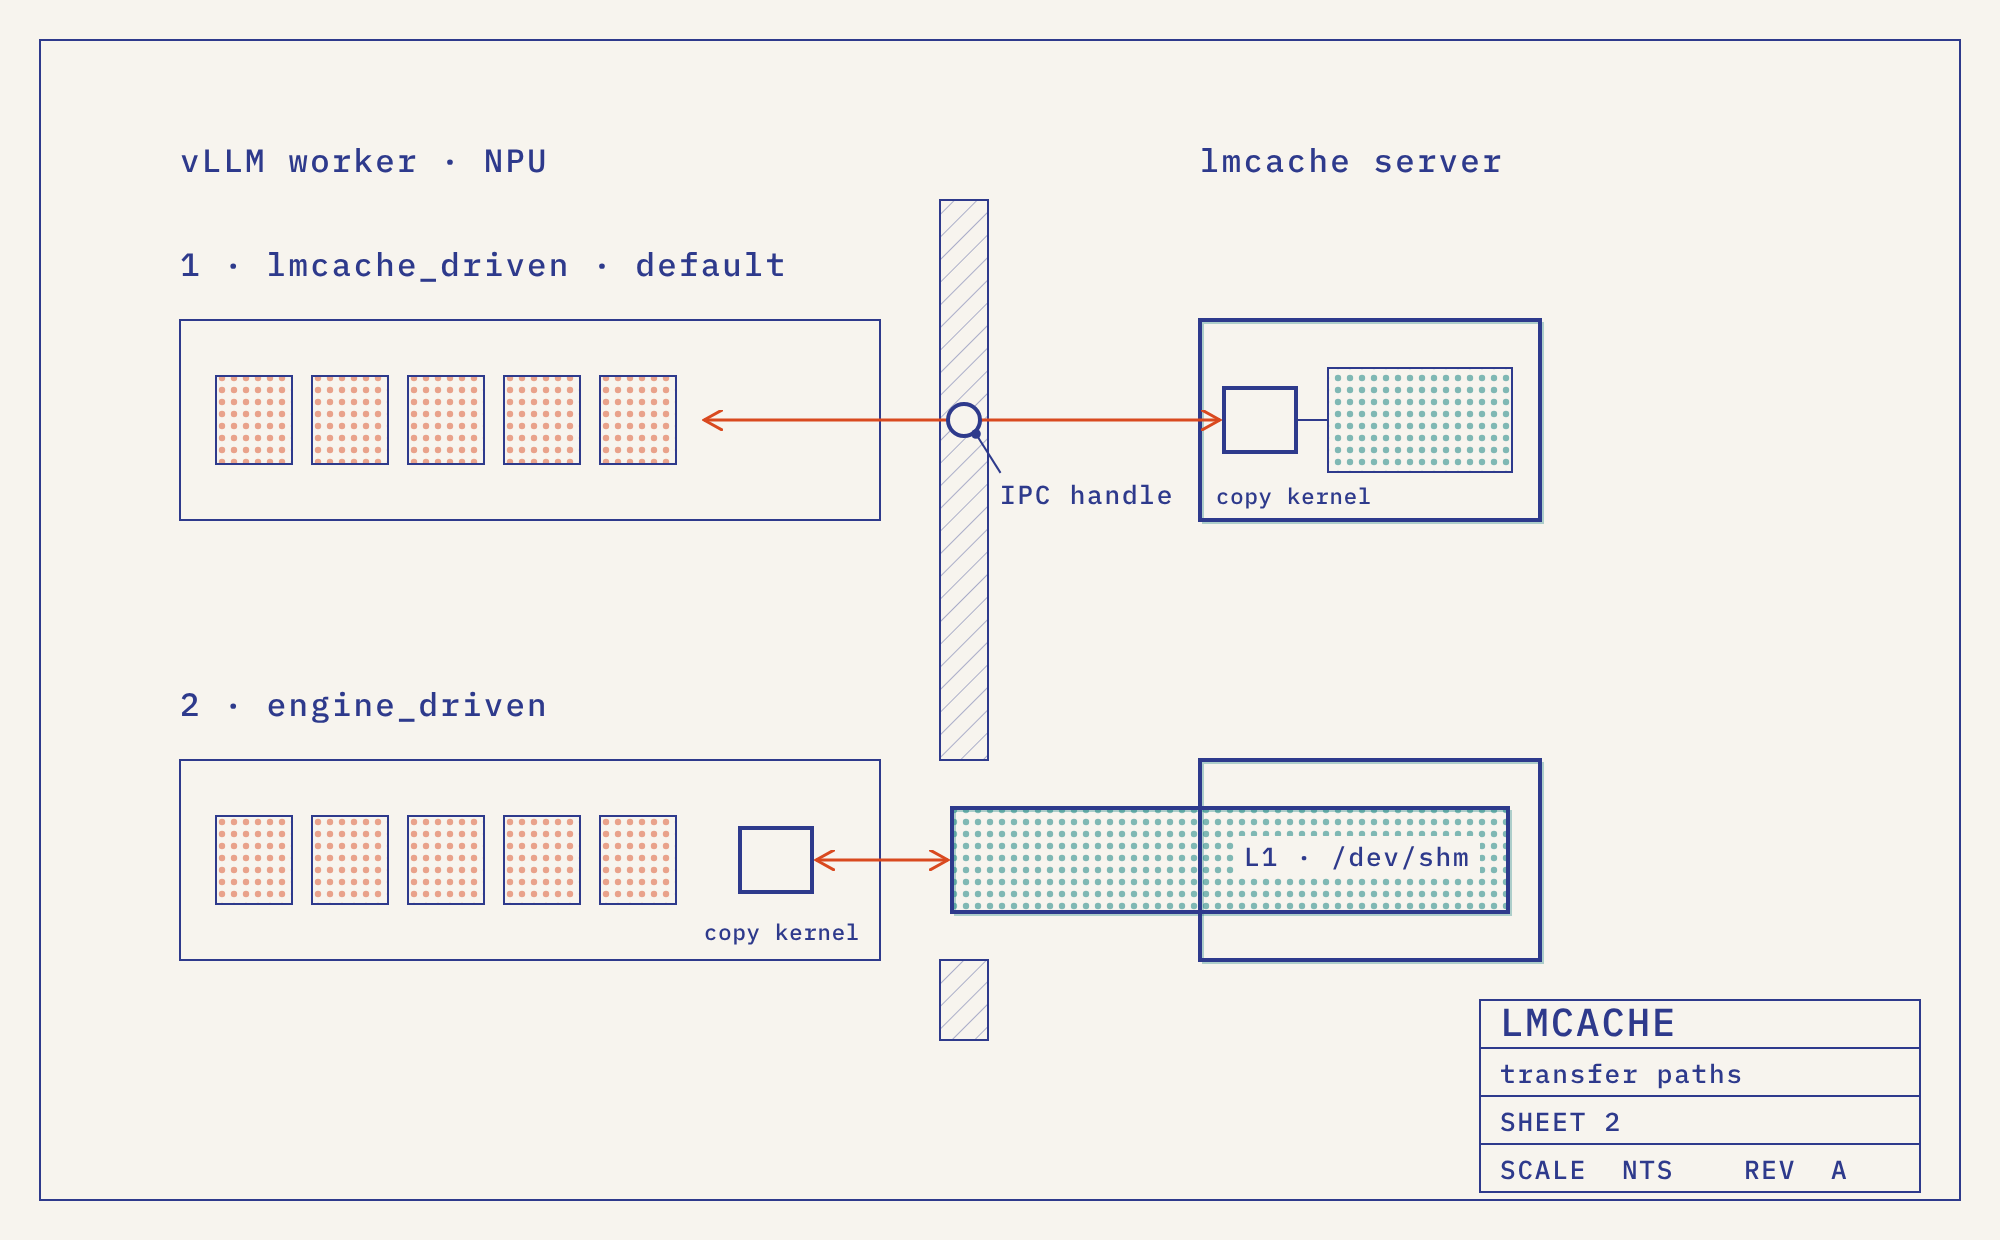 vLLM worker · NPU
lmcache server
1 · lmcache_driven · default
IPC handle
copy kernel
2 · engine_driven
L1 · /dev/shm
copy kernel
LMCACHE
transfer paths
SHEET 2
SCALE NTS REV A